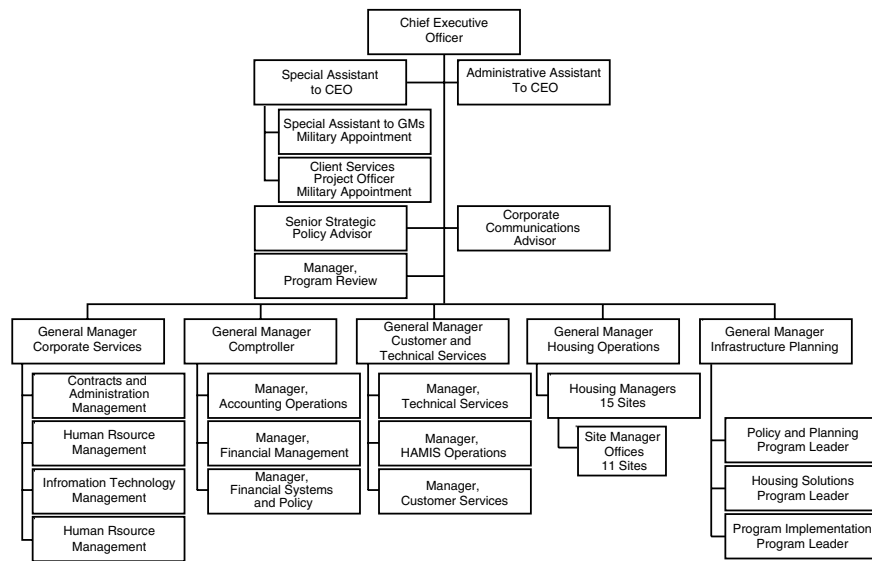 Chief Executive
Officer
Special Assistant
to CEO
Administrative Assistant
To CEO
Special Assistant to GMs
Military Appointment
Client Services
Project Officer
Military Appointment
Senior Strategic
Policy Advisor
Corporate
Communications
Advisor
Manager,
Program Review
General Manager
Corporate Services
General Manager
Comptroller
General Manager
Customer and
Technical Services
General Manager
Housing Operations
General Manager
Infrastructure Planning
Contracts and
Administration
Management
Human Rsource
Management
Infromation Technology
Management
Human Rsource
Management
Manager,
Accounting Operations
Manager,
Financial Management
Manager,
Financial Systems
and Policy
Manager,
Technical Services
Manager,
HAMIS Operations
Manager,
Customer Services
Housing Managers
15 Sites
Site Manager
Offices
11 Sites
Policy and Planning
Program Leader
Housing Solutions
Program Leader
Program Implementation
Program Leader